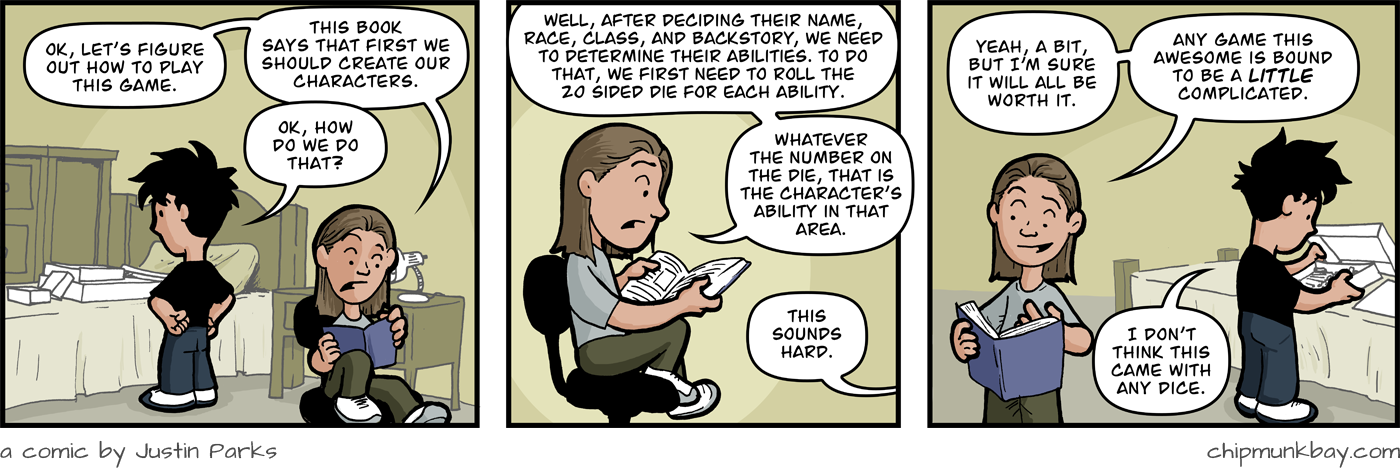 OK, LET'S FIGURE
OUT HOW TO PLAY
THIS GAME.
THIS BOOK
SAYS THAT FIRST WE
SHOULD CREATE OUR
CHARACTERS.
OK, HOW
DO WE DO
THAT?
WELL, AFTER DECIDING THEIR NAME,
RACE, CLASS, AND BACKSTORY, WE NEED
TO DETERMINE THEIR ABILITIES. TO DO
THAT, WE FIRST NEED TO ROLL THE
20 SIDED DIE FOR EACH ABILITY.
WHATEVER
THE NUMBER ON
THE DIE, THAT IS
THE CHARACTER'S
ABILITY IN THAT
AREA.
THIS
SOUNDS
HARD.
YEAH, A BIT,
BUT I'M SURE
IT WILL ALL BE
WORTH IT.
ANY GAME THIS
AWESOME IS BOUND
TO BE A LITTLE
COMPLICATED.
I DON'T
THINK THIS
CAME WITH
ANY DICE.
a comic by Justin Parks
chipmunkbay.com